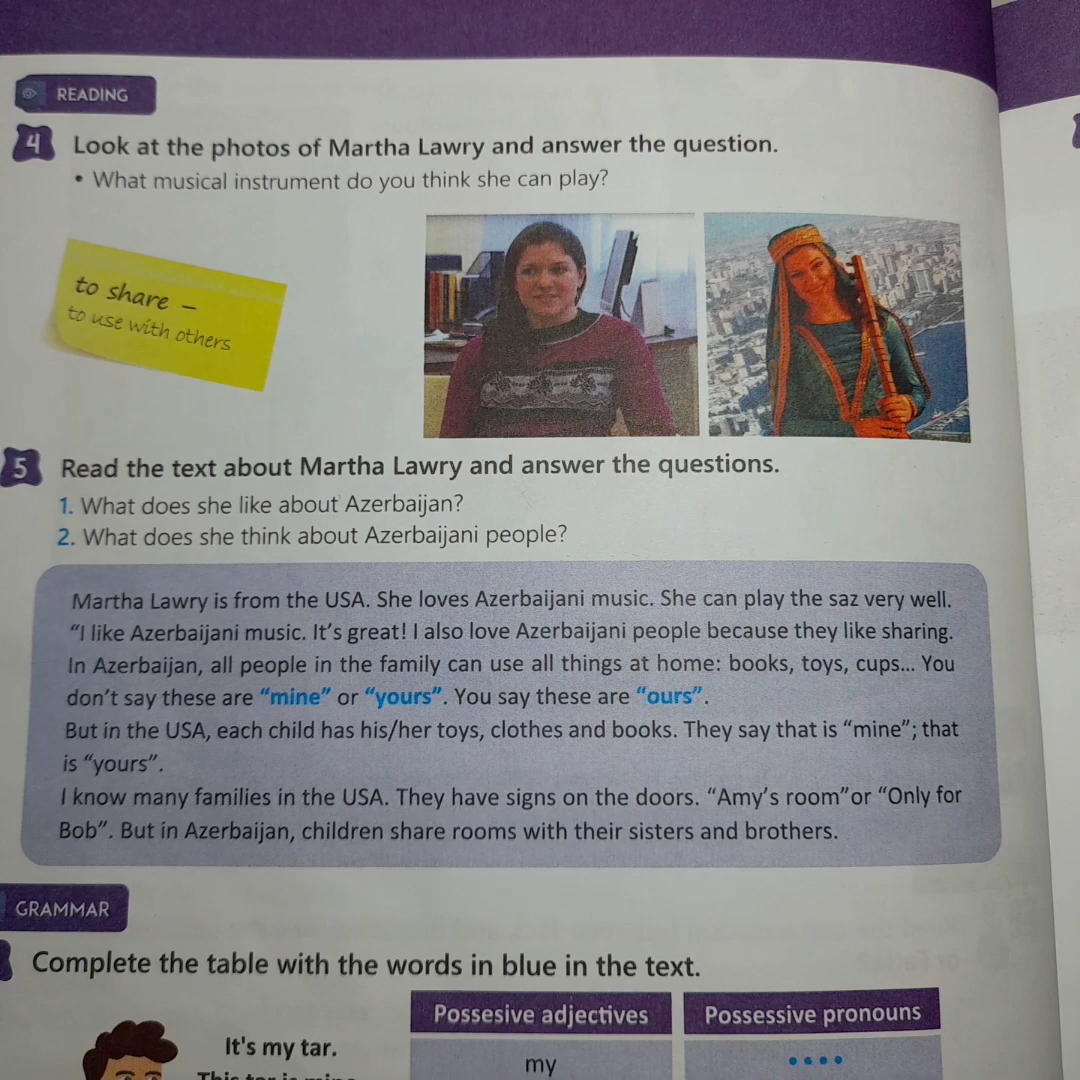 READING
4 Look at the photos of Martha Lawry and answer the question.
• What musical instrument do you think she can play?
to share –
to use with others
5 Read the text about Martha Lawry and answer the questions.
1. What does she like about Azerbaijan?
2. What does she think about Azerbaijani people?
Martha Lawry is from the USA. She loves Azerbaijani music. She can play the saz very well.
“I like Azerbaijani music. It’s great! I also love Azerbaijani people because they like sharing.
In Azerbaijan, all people in the family can use all things at home: books, toys, cups... You
don’t say these are “mine” or “yours”. You say these are “ours”.
But in the USA, each child has his/her toys, clothes and books. They say that is “mine”; that
is “yours”.
I know many families in the USA. They have signs on the doors. “Amy’s room”or “Only for
Bob”. But in Azerbaijan, children share rooms with their sisters and brothers.
GRAMMAR
Complete the table with the words in blue in the text.
Possesive adjectives Possessive pronouns
It's my tar.
my ••••
This tar is mine